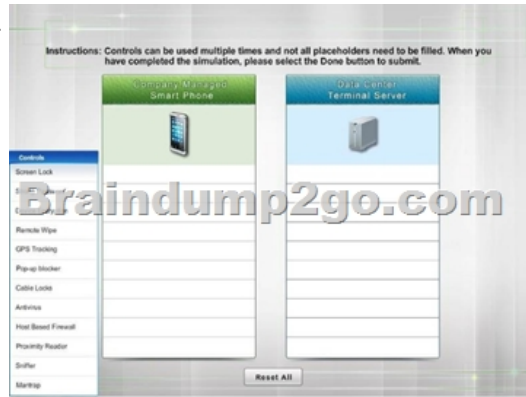 Instructions: Controls can be used multiple times and not all placeholders need to be filled. When you
have completed the simulation, please select the Done button to submit.
Company Managed
Smart Phone
Data Center
Terminal Server
Controls
Screen Lock
Braindump2go.com
Remote Wipe
GPS Tracking
Pop-up blocker
Cable Locks
Antivirus
Host Based Firewall
Proximity Reader
Sniffer
Mantrap
Reset All